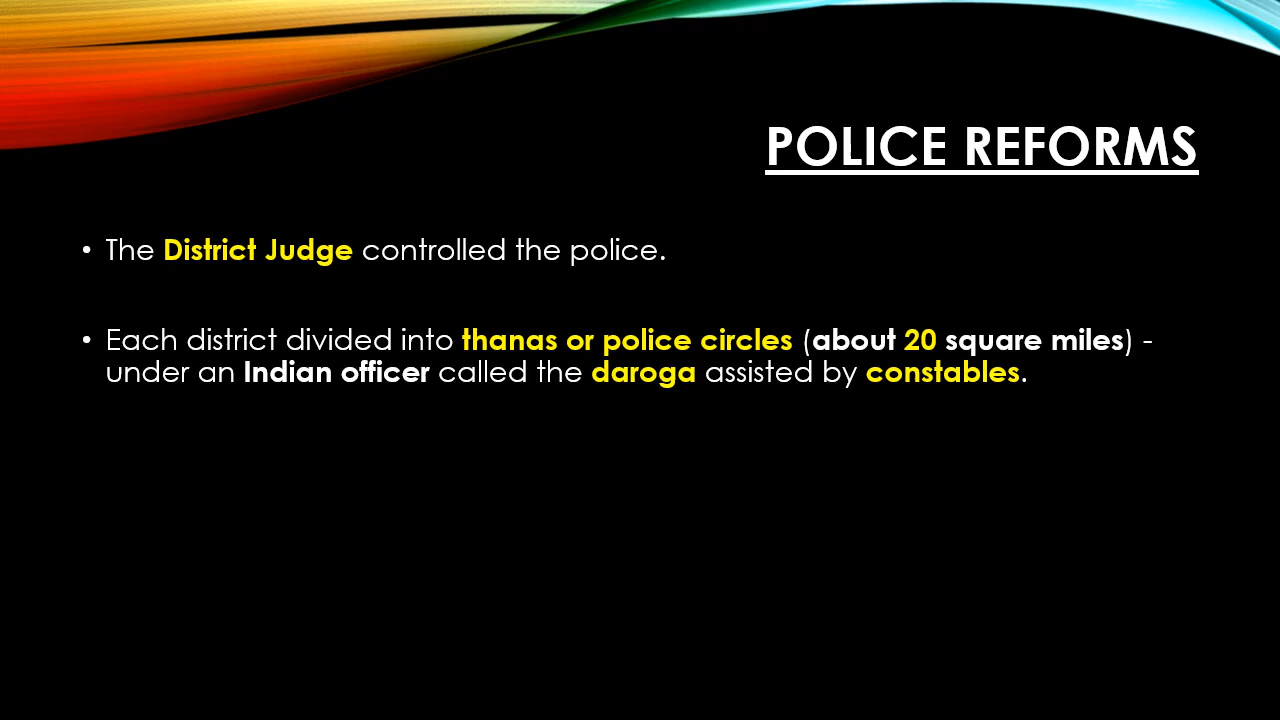 POLICE REFORMS
• The District Judge controlled the police.
• Each district divided into thanas or police circles (about 20 square miles) -
under an Indian officer called the daroga assisted by constables.